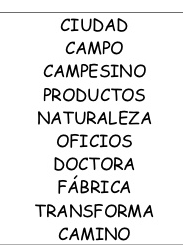 CIUDAD
CAMPO
CAMPESINO
PRODUCTOS
NATURALEZA
OFICIOS
DOCTORA
FÁBRICA
TRANSFORMA
CAMINO